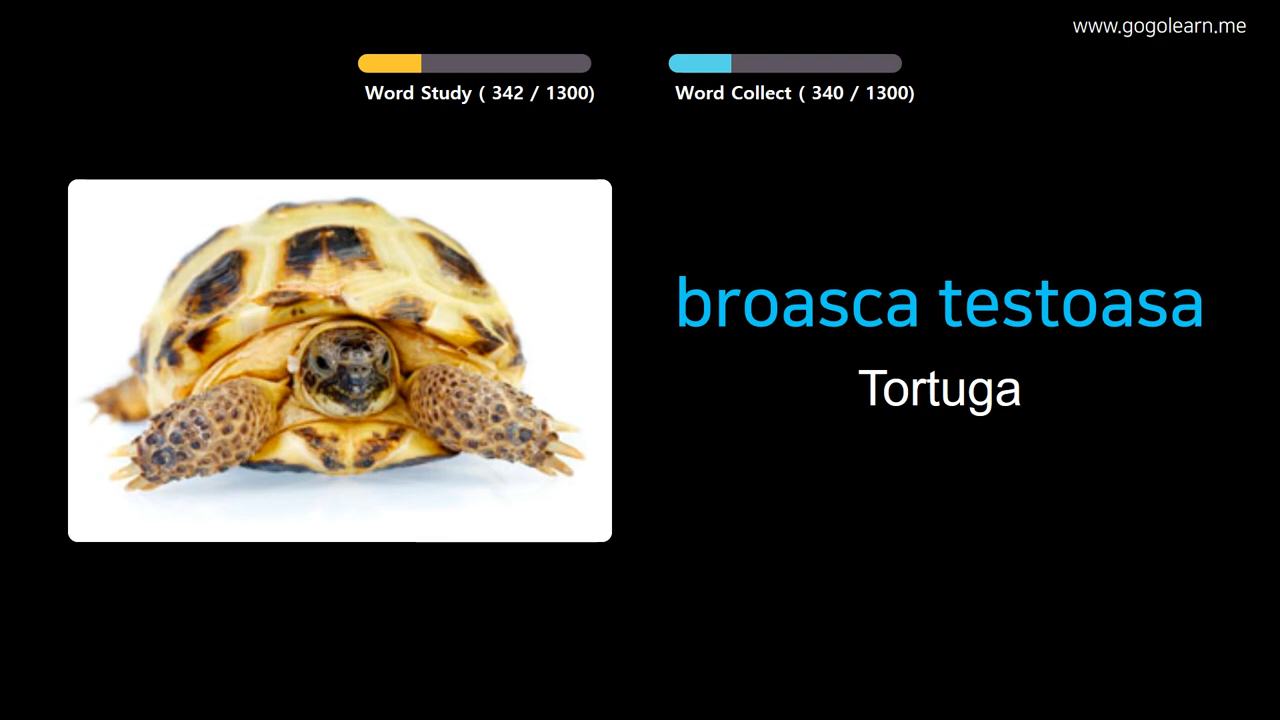 www.gogolearn.me
Word Study ( 342 / 1300)
Word Collect ( 340 / 1300)
broasca testoasa
Tortuga